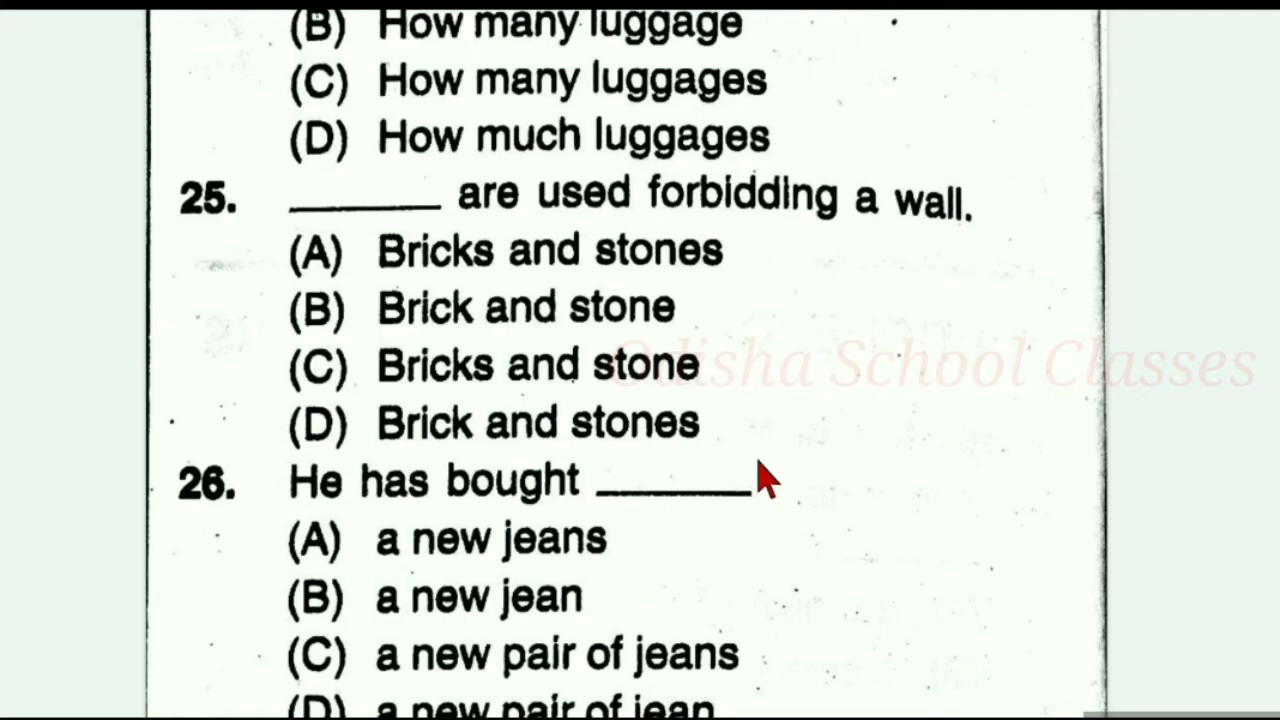 (B) How many luggage
(C) How many luggages
(D) How much luggages
25. ________ are used forbidding a wall.
(A) Bricks and stones
(B) Brick and stone
(C) Bricks and stone
Odisha School Classes
(D) Brick and stones
26. He has bought ________
(A) a new jeans
(B) a new jean
(C) a new pair of jeans
(D) a new pair of jean